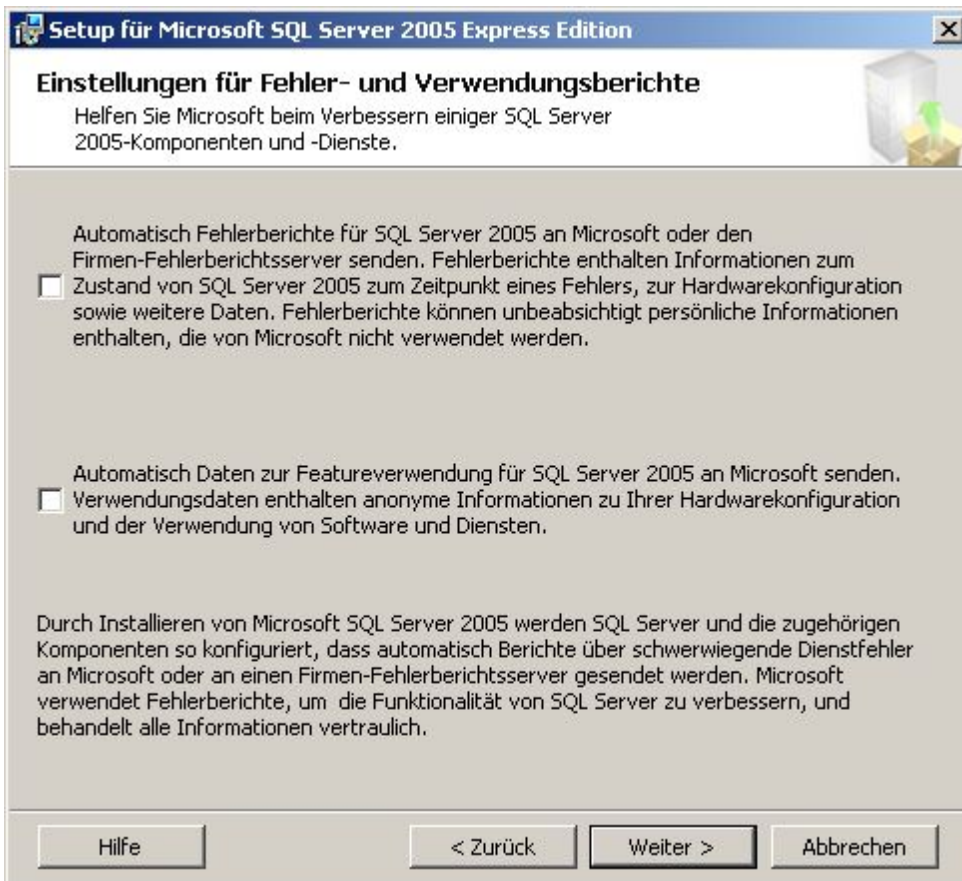 Setup für Microsoft SQL Server 2005 Express Edition
Einstellungen für Fehler- und Verwendungsberichte
Helfen Sie Microsoft beim Verbessern einiger SQL Server
2005-Komponenten und -Dienste.
Automatisch Fehlerberichte für SQL Server 2005 an Microsoft oder den
Firmen-Fehlerberichtsserver senden. Fehlerberichte enthalten Informationen zum
Zustand von SQL Server 2005 zum Zeitpunkt eines Fehlers, zur Hardwarekonfiguration
sowie weitere Daten. Fehlerberichte können unbeabsichtigt persönliche Informationen
enthalten, die von Microsoft nicht verwendet werden.
Automatisch Daten zur Featureverwendung für SQL Server 2005 an Microsoft senden.
Verwendungsdaten enthalten anonyme Informationen zu Ihrer Hardwarekonfiguration
und der Verwendung von Software und Diensten.
Durch Installieren von Microsoft SQL Server 2005 werden SQL Server und die zugehörigen
Komponenten so konfiguriert, dass automatisch Berichte über schwerwiegende Dienstfehler
an Microsoft oder an einen Firmen-Fehlerberichtsserver gesendet werden. Microsoft
verwendet Fehlerberichte, um die Funktionalität von SQL Server zu verbessern, und
behandelt alle Informationen vertraulich.
Hilfe
< Zurück
Weiter >
Abbrechen